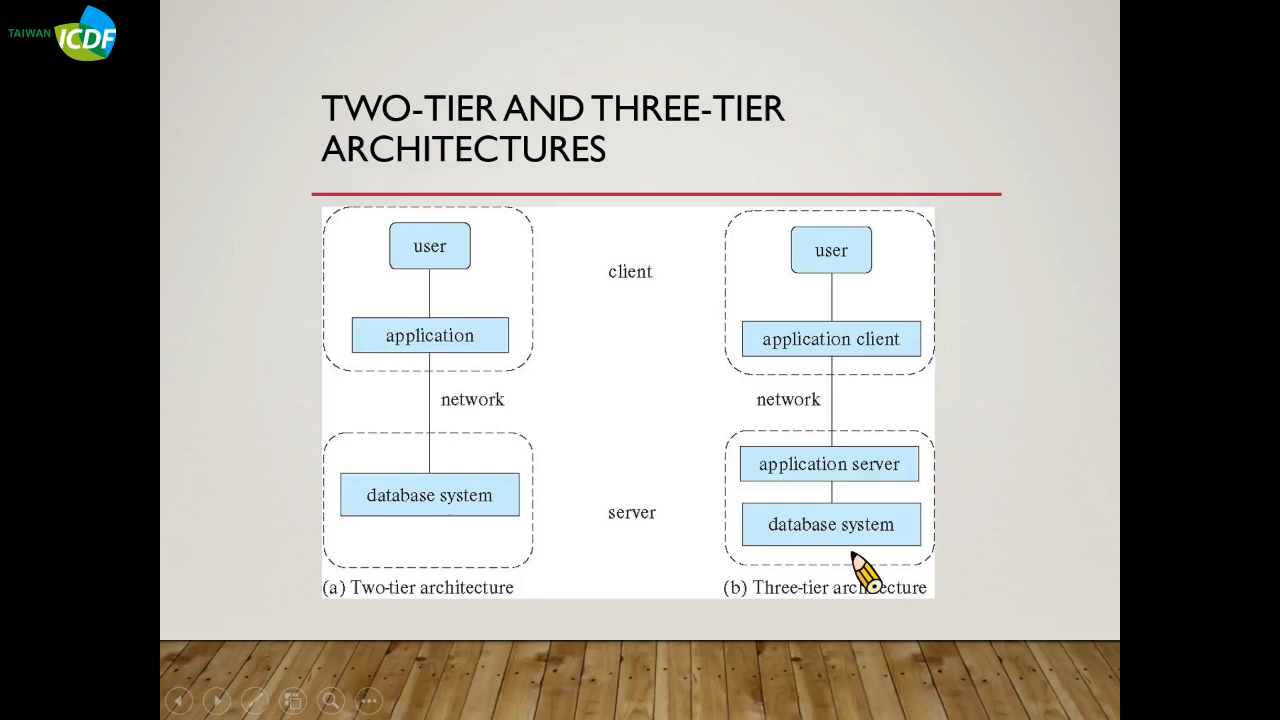 TAIWAN ICDF
TWO-TIER AND THREE-TIER
ARCHITECTURES
user
application
network
database system
(a) Two-tier architecture
client
server
user
application client
network
application server
database system
(b) Three-tier architecture